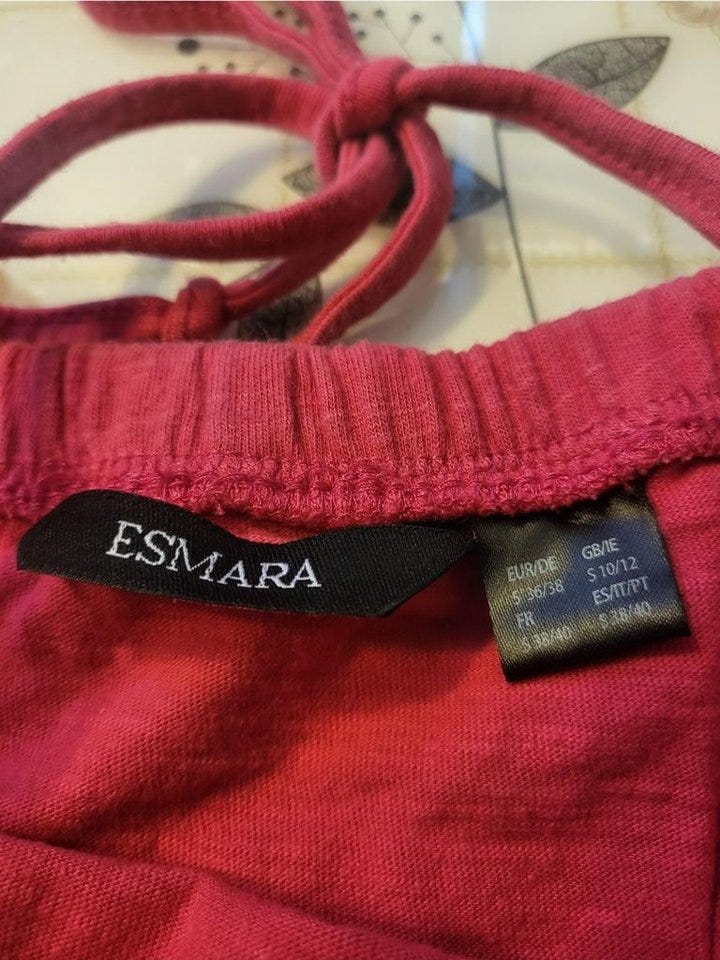 ESMARA
EUR/DE
S 36/38
FR
S 38/40
GB/IE
S 10/12
ES/IT/PT
S 38/40